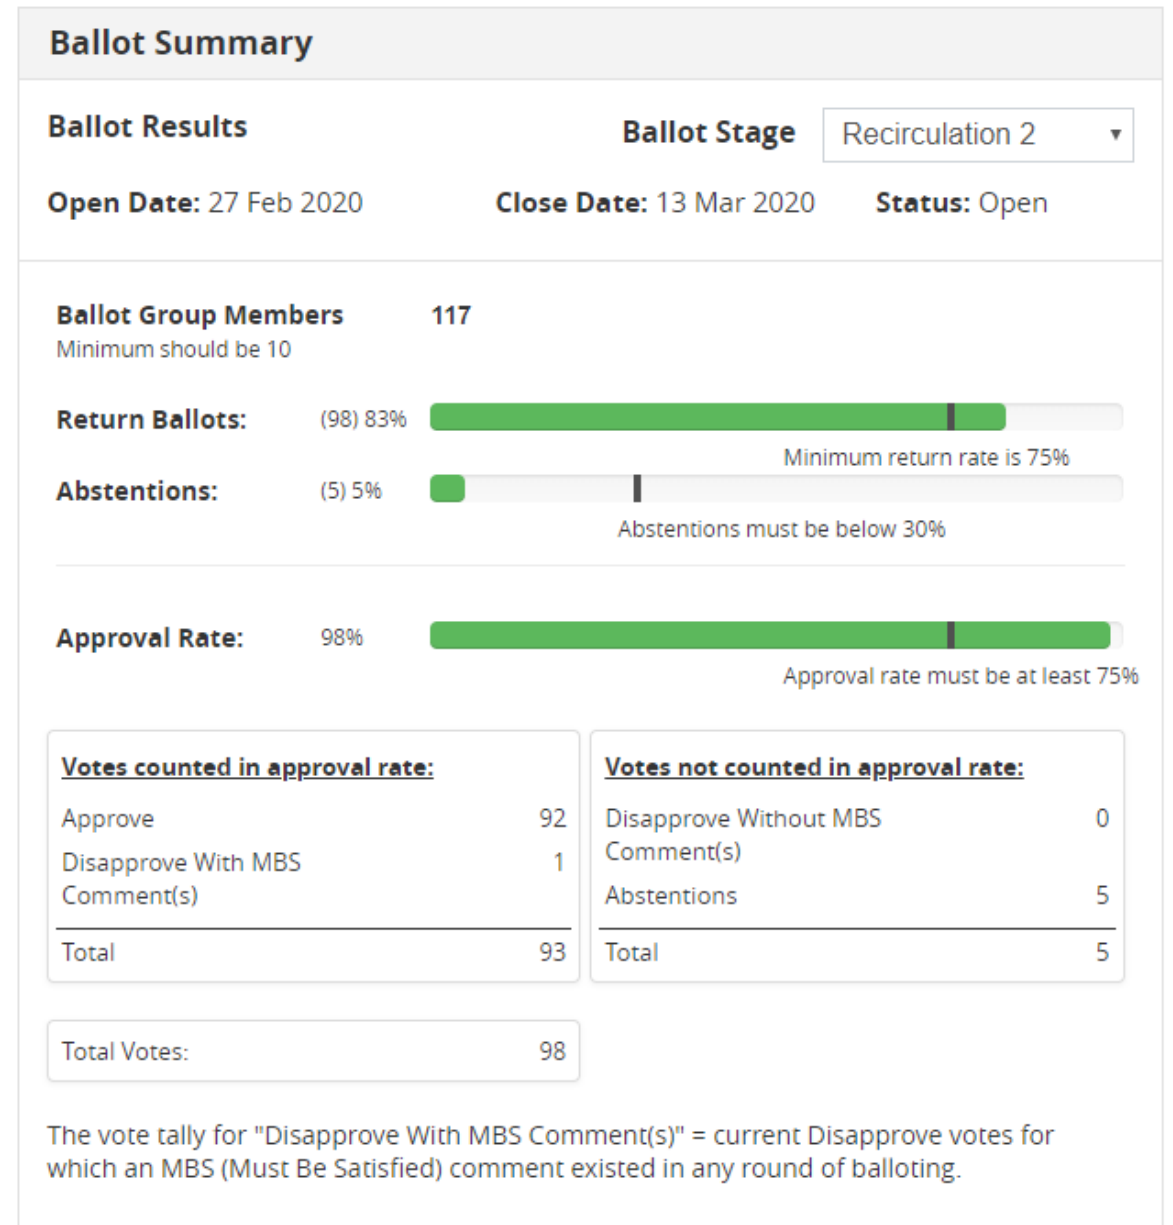 Ballot Summary
Ballot Results
Ballot Stage Recirculation 2
Open Date: 27 Feb 2020 Close Date: 13 Mar 2020 Status: Open
Ballot Group Members 117
Minimum should be 10
Return Ballots: (98) 83%
Minimum return rate is 75%
Abstentions: (5) 5%
Abstentions must be below 30%
Approval Rate: 98%
Approval rate must be at least 75%
Votes counted in approval rate:
Approve 92
Disapprove With MBS 1
Comment(s)
Total 93
Votes not counted in approval rate:
Disapprove Without MBS 0
Comment(s)
Abstentions 5
Total 5
Total Votes: 98
The vote tally for "Disapprove With MBS Comment(s)" = current Disapprove votes for
which an MBS (Must Be Satisfied) comment existed in any round of balloting.